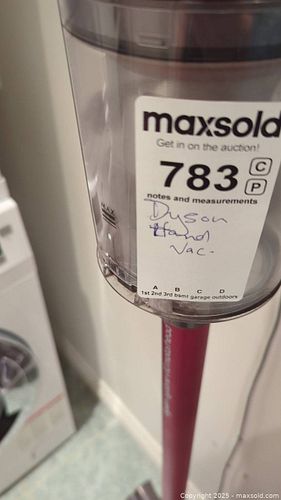 maxsold
Get in on the auction!
783
C
P
notes and measurements
Dyson
Hand
Vac.
MAX
A B C D
1st 2nd 3rd bsmt garage outdoors
Copyright 2025 - maxsold.com